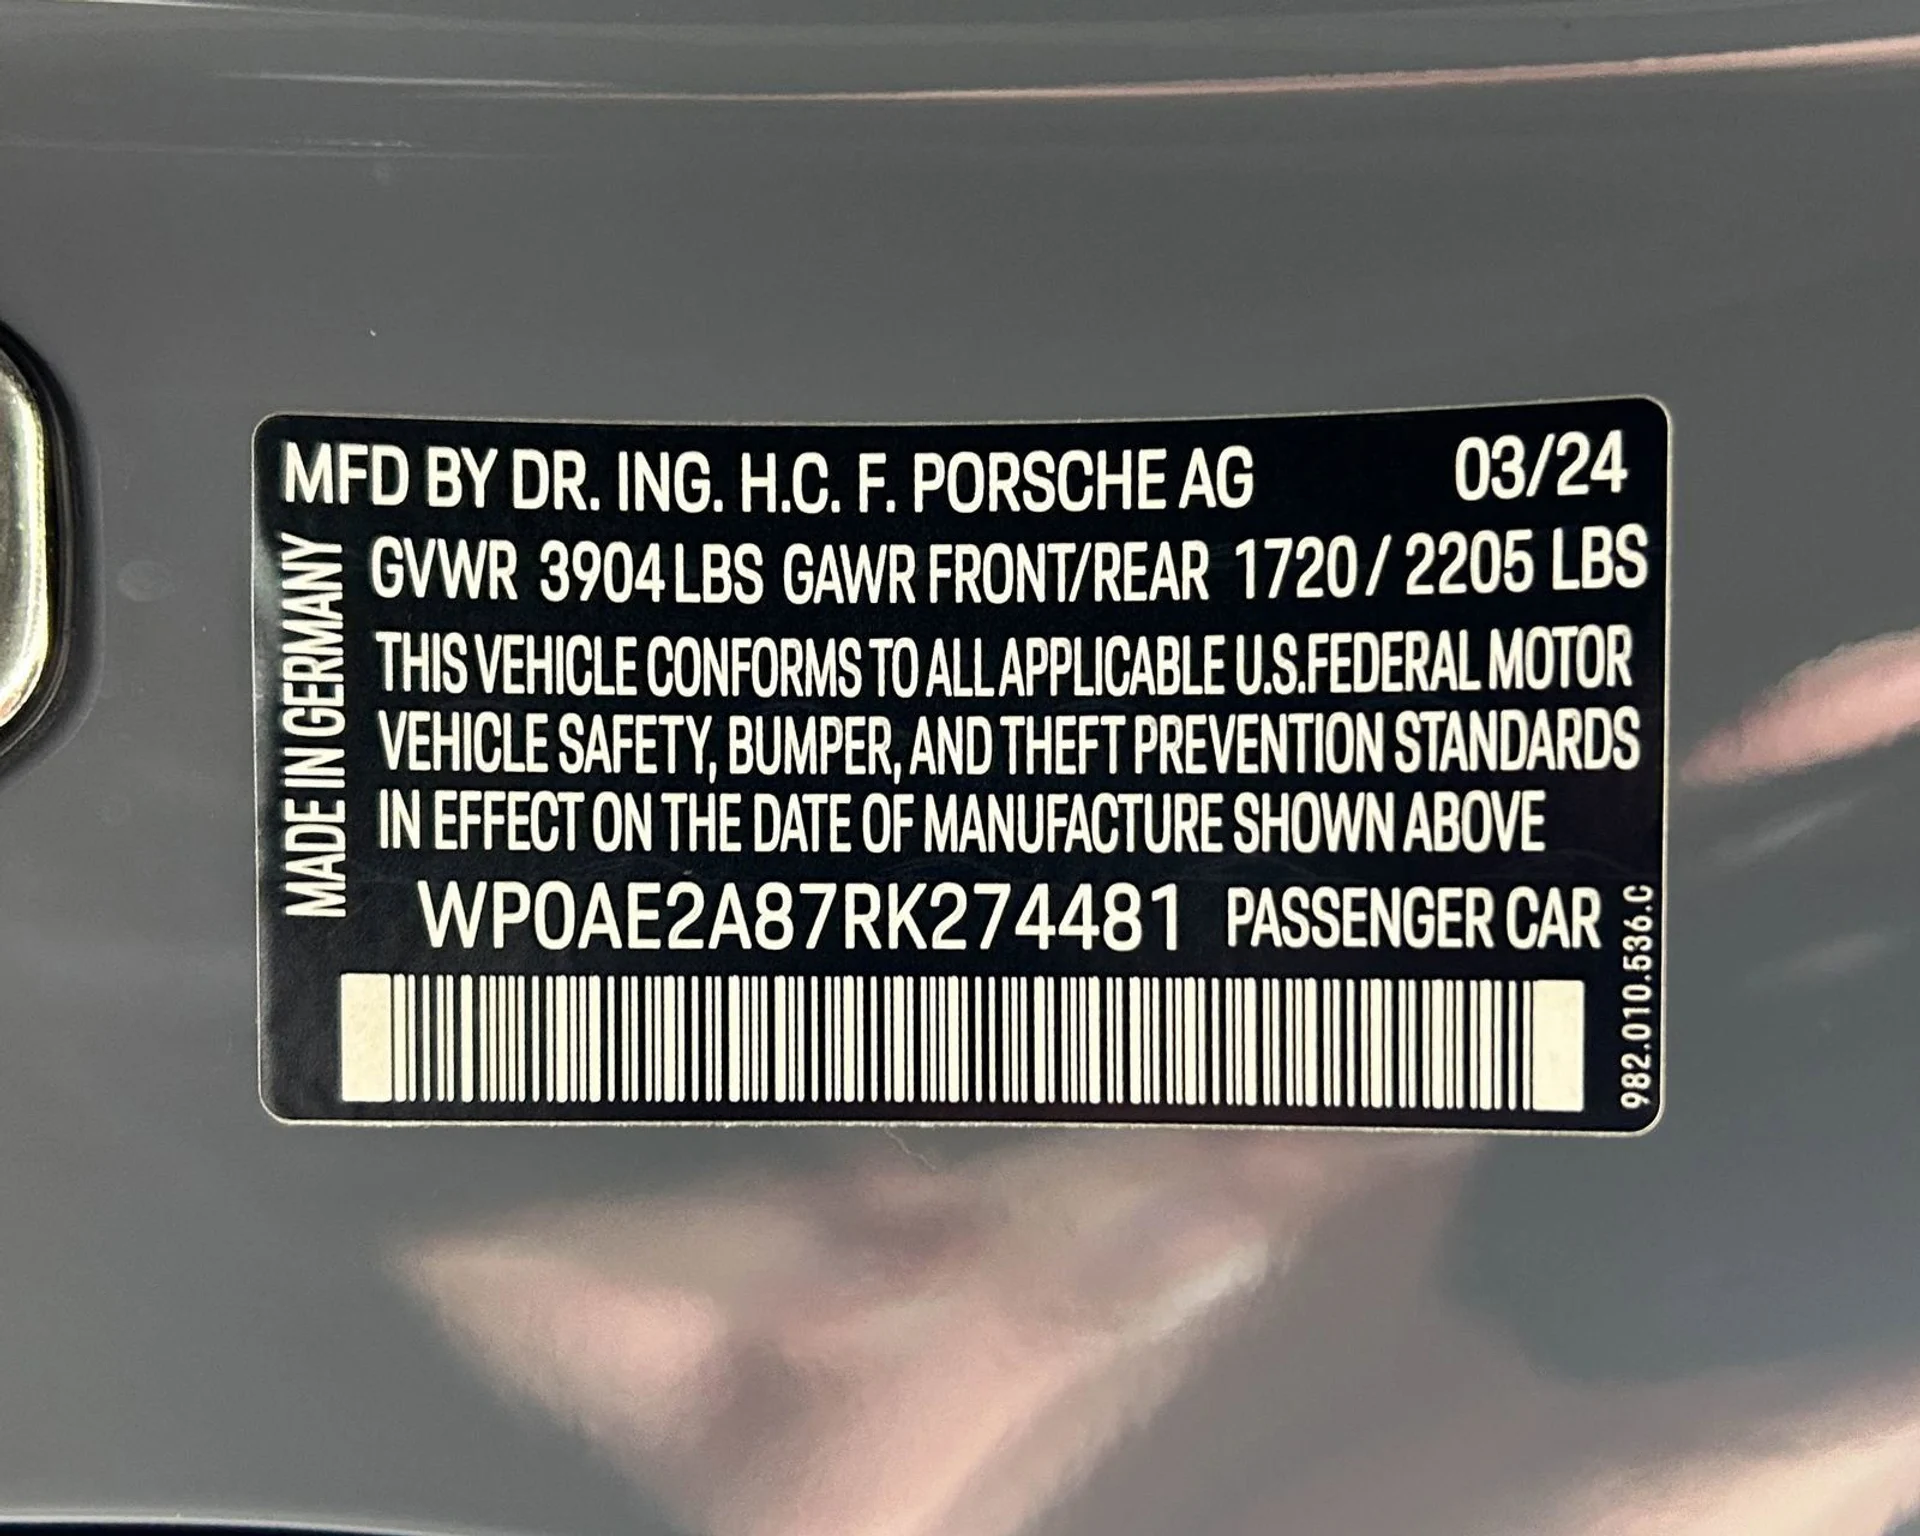 MFD BY DR. ING. H.C. F. PORSCHE AG 03/24
MADE IN GERMANY
GVWR 3904 LBS GAWR FRONT/REAR 1720 / 2205 LBS
THIS VEHICLE CONFORMS TO ALL APPLICABLE U.S.FEDERAL MOTOR
VEHICLE SAFETY, BUMPER, AND THEFT PREVENTION STANDARDS
IN EFFECT ON THE DATE OF MANUFACTURE SHOWN ABOVE
WP0AE2A87RK274481 PASSENGER CAR
982.010.536.C